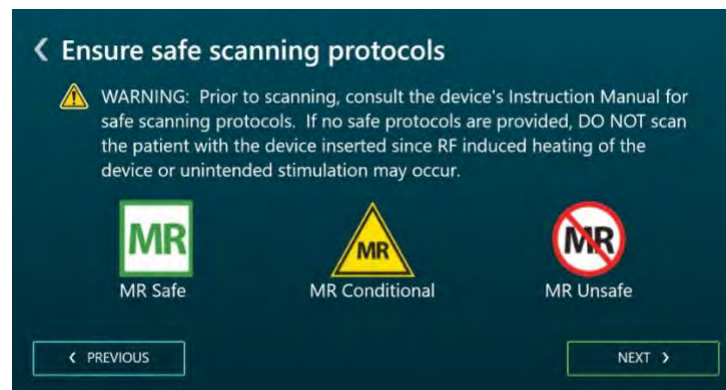 Ensure safe scanning protocols
WARNING: Prior to scanning, consult the device's Instruction Manual for
safe scanning protocols. If no safe protocols are provided, DO NOT scan
the patient with the device inserted since RF induced heating of the
device or unintended stimulation may occur.
MR MR MR
MR Safe MR Conditional MR Unsafe
PREVIOUS NEXT